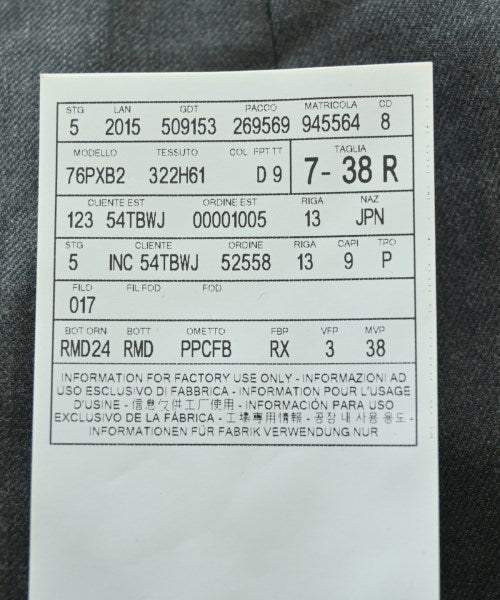 STG LAN GDT PACCO MATRICOLA CD
5 2015 509153 269569 945564 8
MODELLO TESSUTO COL FPT TT TAGLIA
76PXB2 322H61 D 9 7- 38 R
CLIENTE EST ORDINE EST RIGA NAZ
123 54TBWJ 00001005 13 JPN
STG CLIENTE ORDINE RIGA CAPI TPO
5 INC 54TBWJ 52558 13 9 P
FILO FIL FOD FOD
017
BOT ORN BOTT OMETTO FBP VFP MVP
RMD24 RMD PPCFB RX 3 38
INFORMATION FOR FACTORY USE ONLY - INFORMAZIONI AD
USO ESCLUSIVO DI FABBRICA - INFORMATION POUR L'USAGE
D'USINE - 信息仅供工厂使用 - INFORMACIÓN PARA USO
EXCLUSIVO DE LA FÁBRICA - 工場専用情報 - 공장 내 사용 용도 -
INFORMATIONEN FÜR FABRIK VERWENDUNG NUR